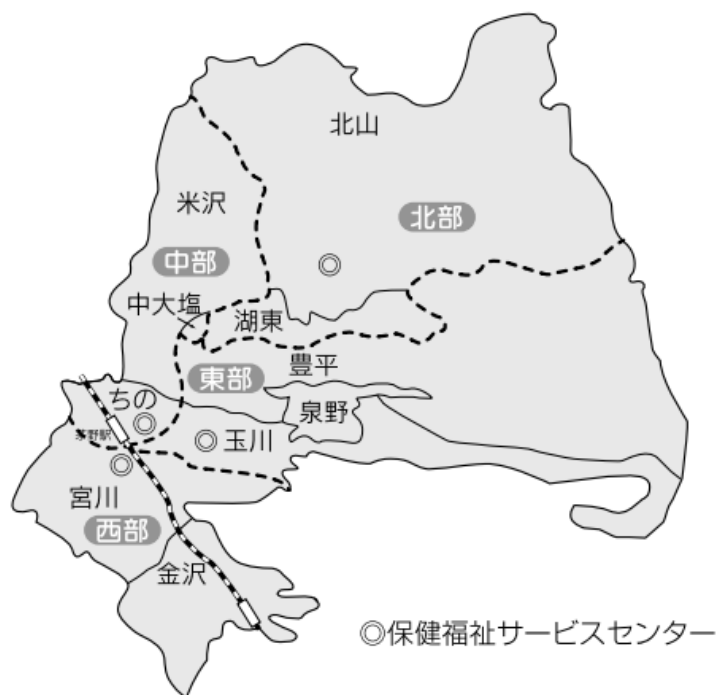 北山
米沢
北部
中部
中大塩
湖東
豊平
東部
ちの
泉野
茅野駅
玉川
宮川
西部
金沢
◎保健福祉サービスセンター